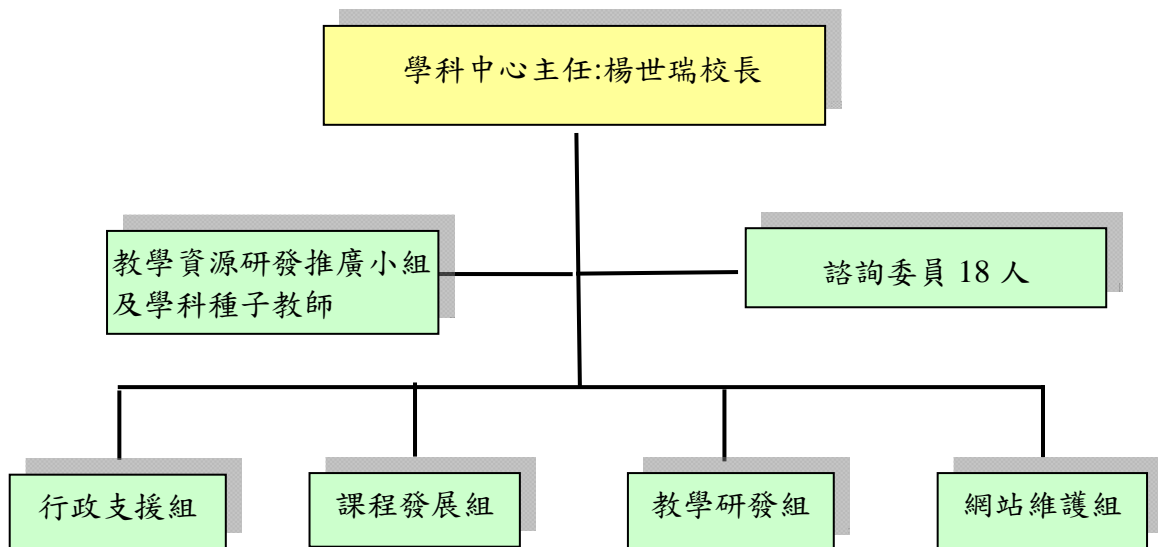 學科中心主任:楊世瑞校長
教學資源研發推廣小組
及學科種子教師
諮詢委員 18 人
行政支援組
課程發展組
教學研發組
網站維護組